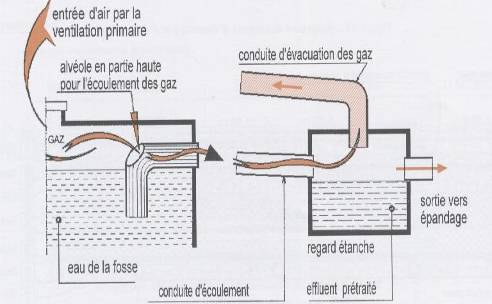 entrée d'air par la
ventilation primaire
alvéole en partie haute
pour l'écoulement des gaz
conduite d'évacuation des gaz
GAZ
sortie vers
épandage
regard étanche
eau de la fosse
conduite d'écoulement
effluent prétraité